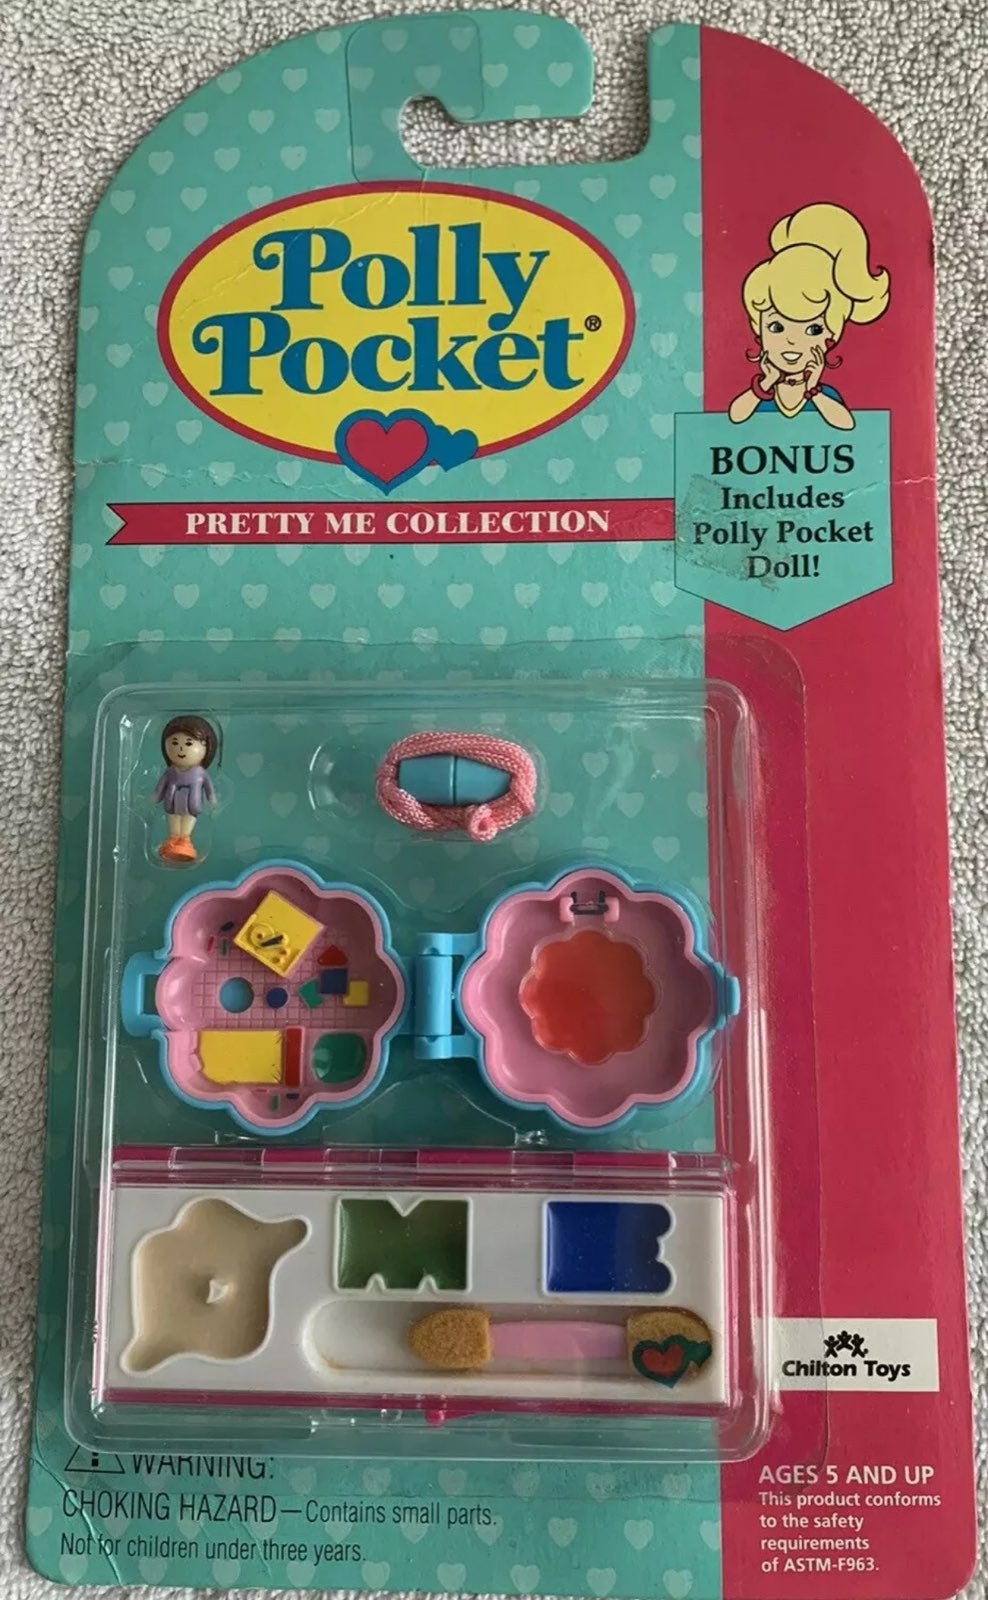 Polly
Pocket®
PRETTY ME COLLECTION
BONUS
Includes
Polly Pocket
Doll!
Chilton Toys
WARNING:
CHOKING HAZARD—Contains small parts.
Not for children under three years.
AGES 5 AND UP
This product conforms
to the safety
requirements
of ASTM-F963.